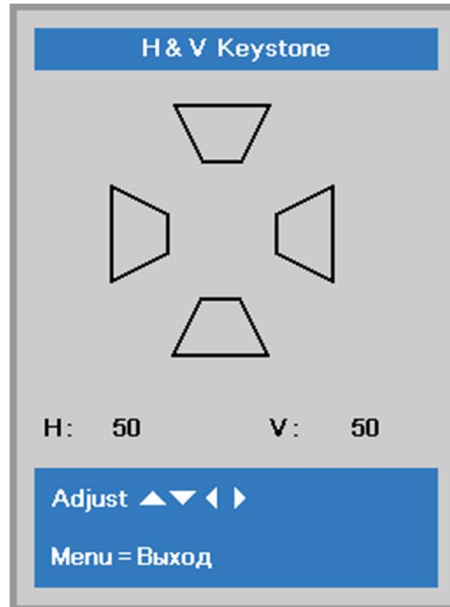 H & V Keystone
H : 50 V : 50
Adjust
Menu = Выход